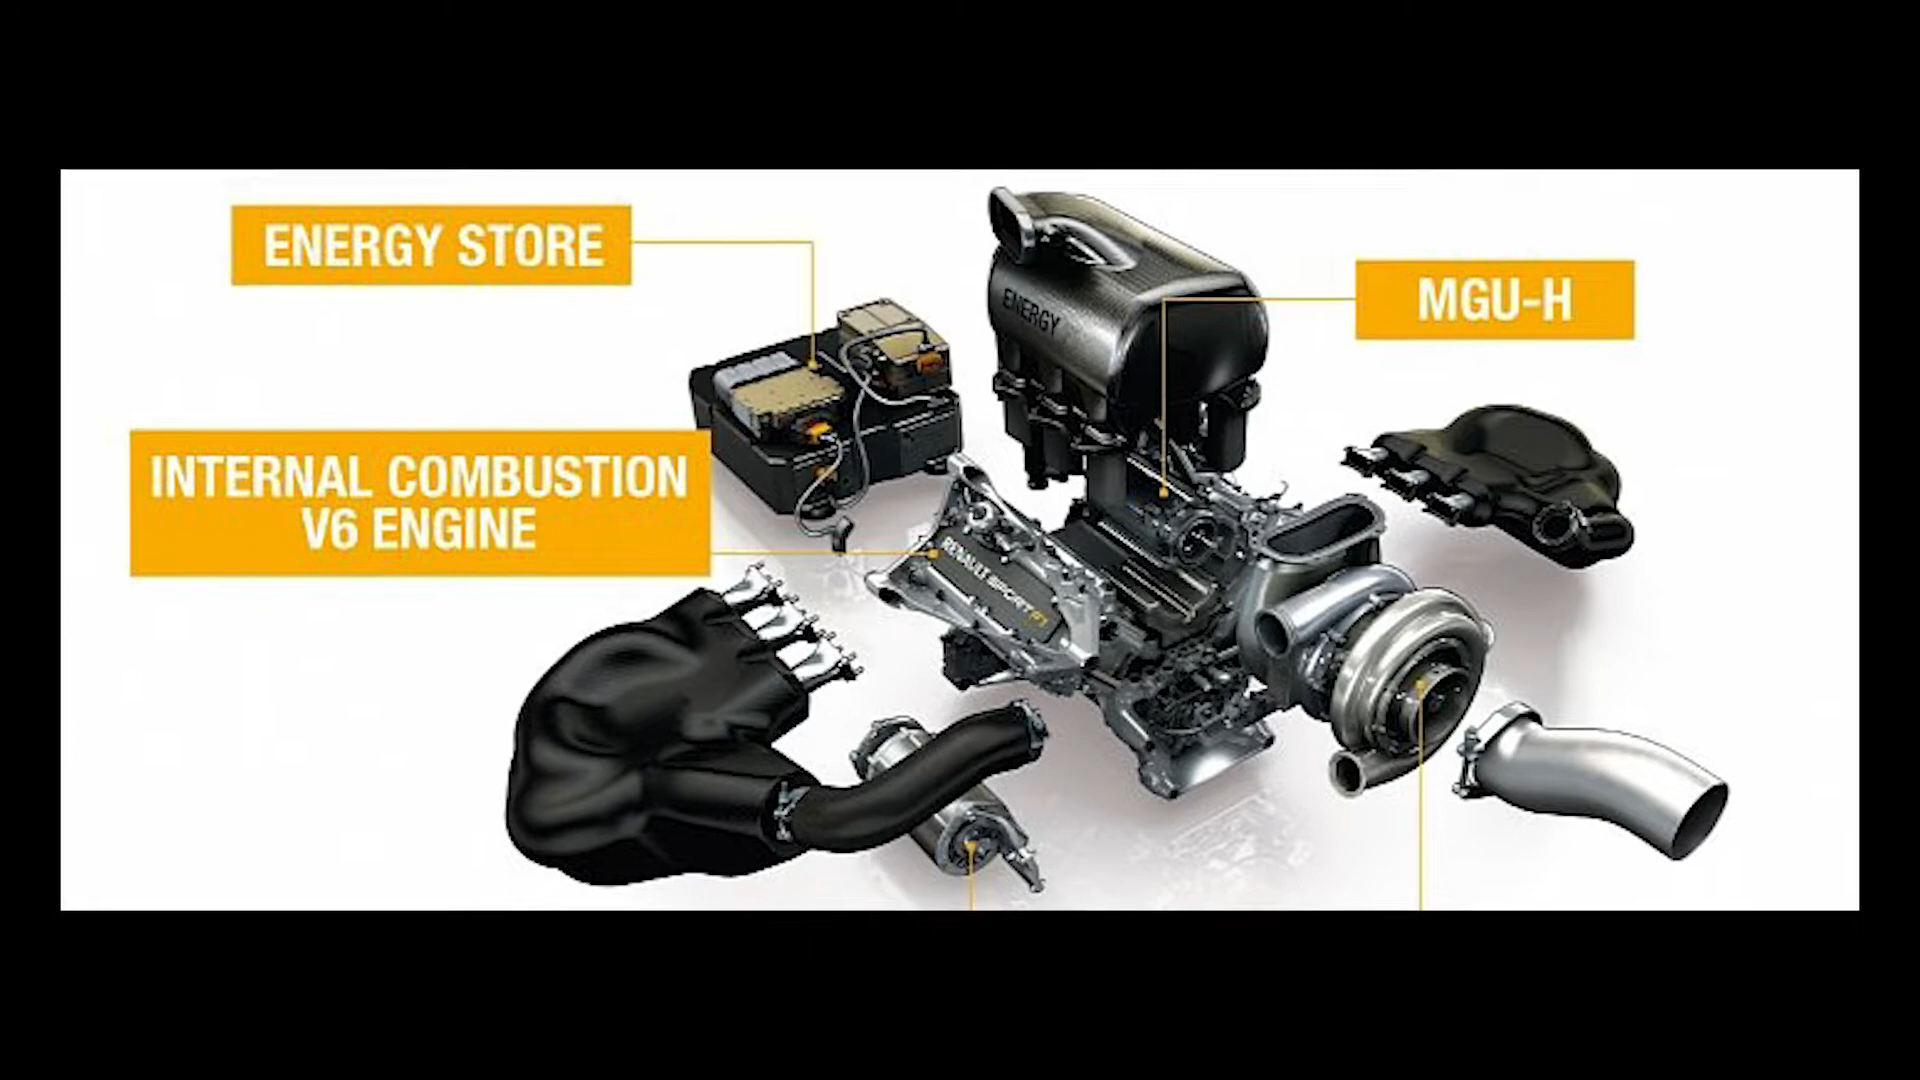 ENERGY STORE
MGU-H
ENERGY
INTERNAL COMBUSTION
V6 ENGINE
RENAULT SPORT F1